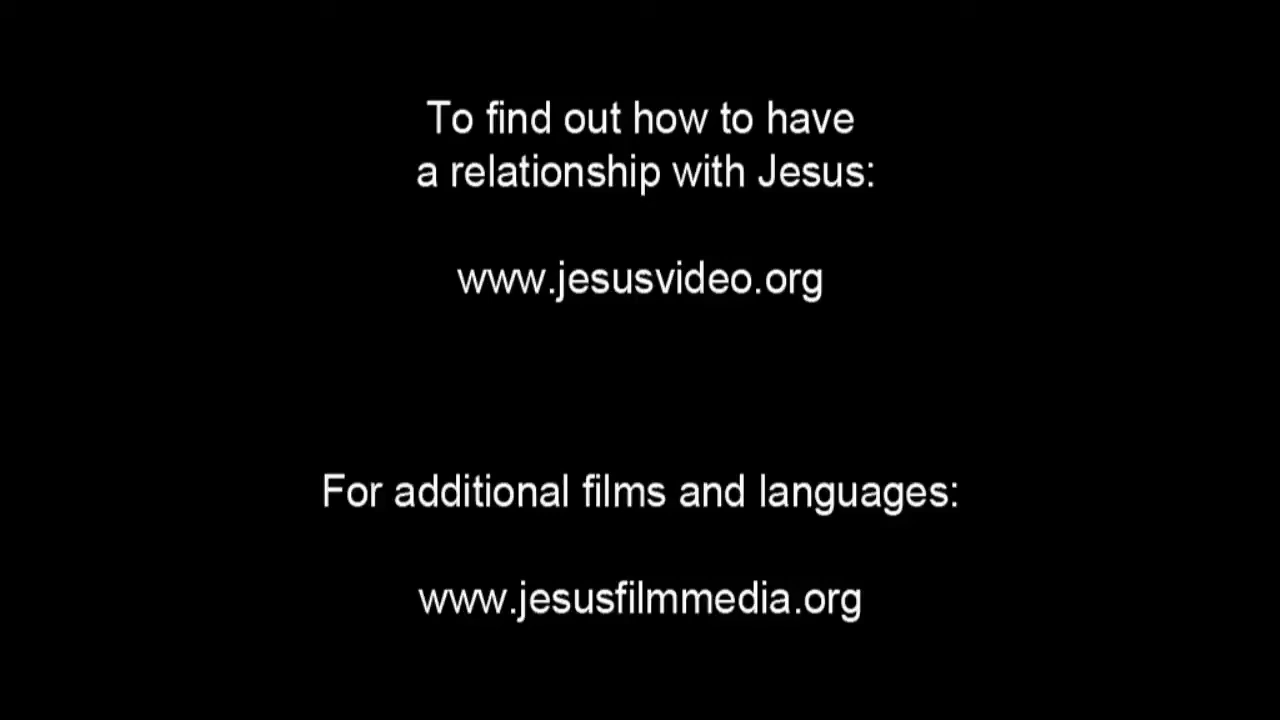 To find out how to have
a relationship with Jesus:
www.jesusvideo.org
For additional films and languages:
www.jesusfilmmedia.org